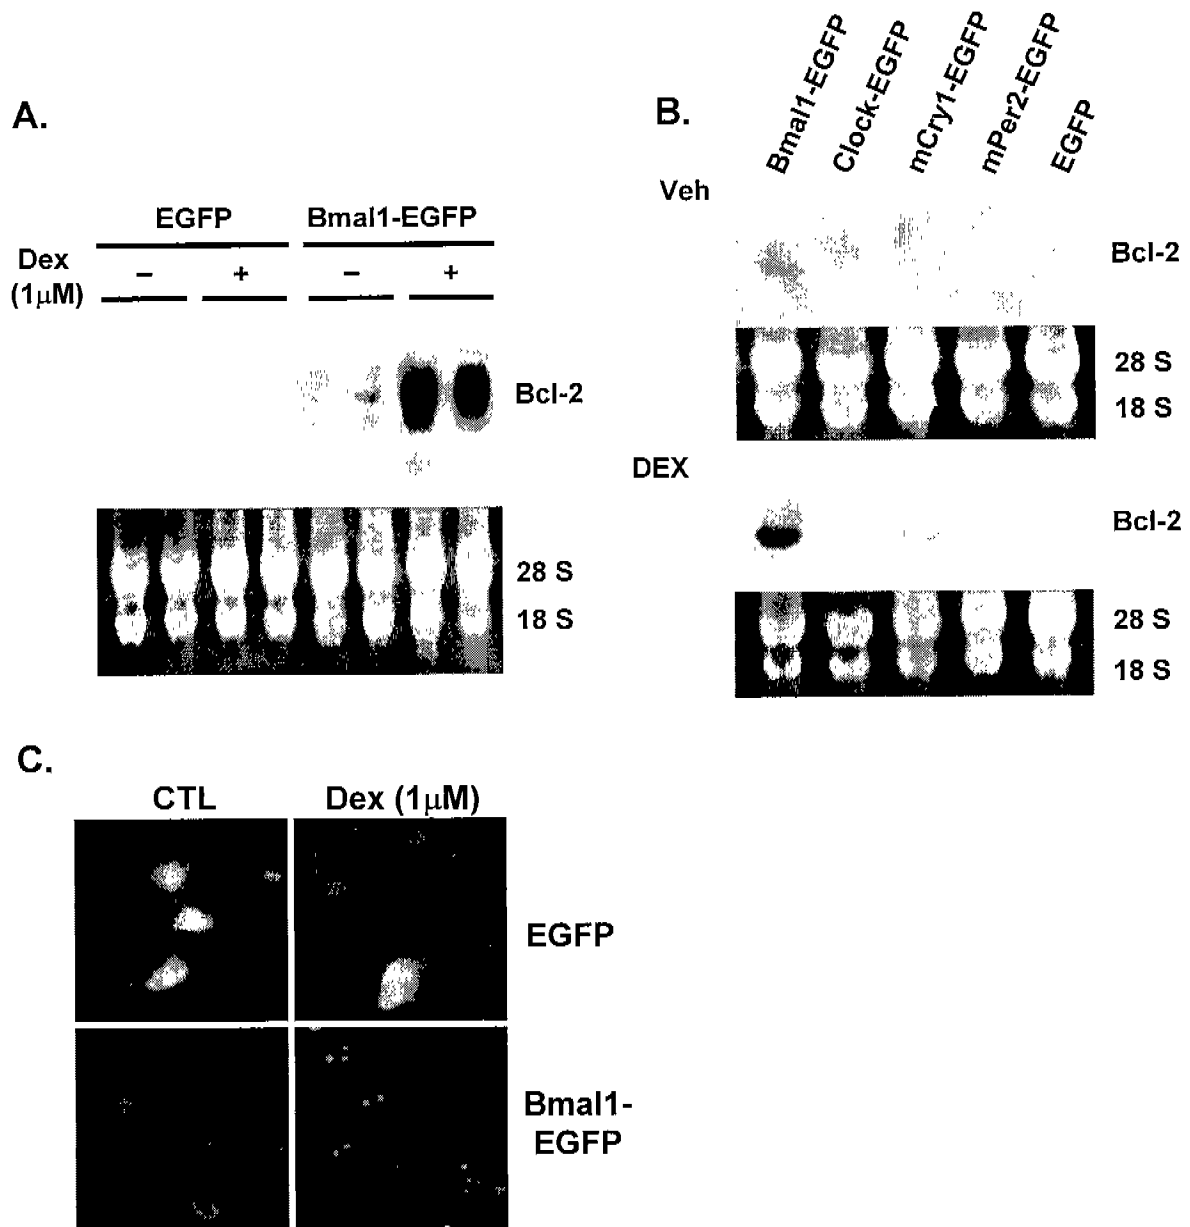 A.
EGFP Bmal1-EGFP
Dex
(1μM)
− + − +
Bcl-2
28 S
18 S
B.
Bmal1-EGFP
Clock-EGFP
mCry1-EGFP
mPer2-EGFP
EGFP
Veh
Bcl-2
28 S
18 S
DEX
Bcl-2
28 S
18 S
C.
CTL Dex (1μM)
EGFP
Bmal1-
EGFP